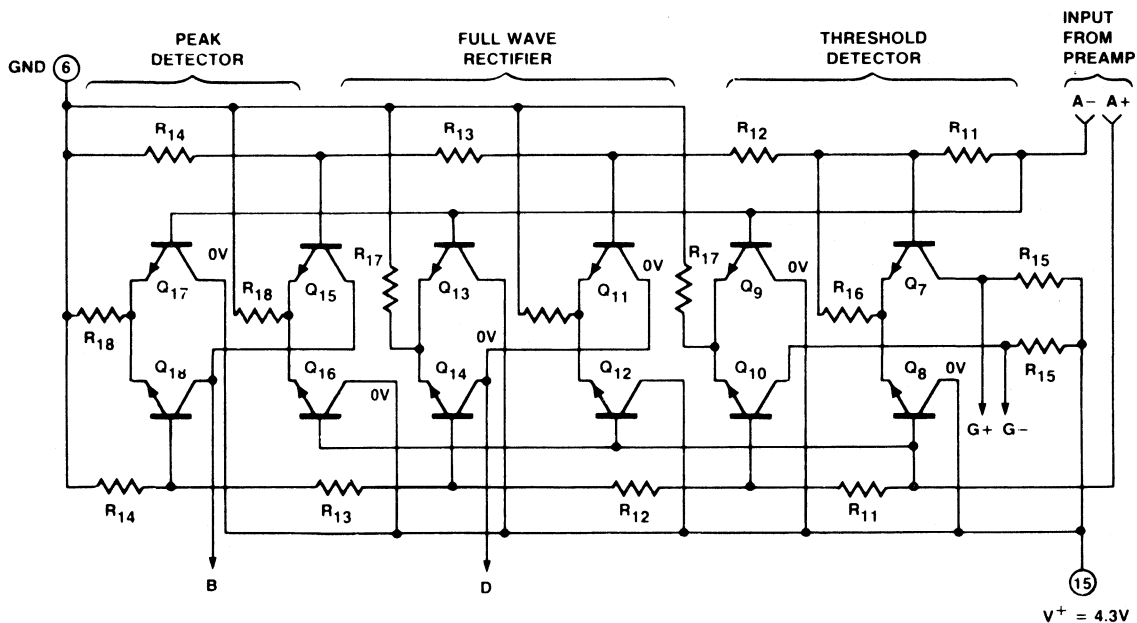 PEAK
DETECTOR
FULL WAVE
RECTIFIER
THRESHOLD
DETECTOR
INPUT
FROM
PREAMP
GND 6
A− A+
R14
R13
R12
R11
0V
0V
0V
R17
R17
R15
Q17
R18
Q15
Q13
Q11
Q9
R16
Q7
R18
R15
Q18
Q16
0V
Q14
0V
Q12
Q10
Q8
0V
G+ G−
R14
R13
R12
R11
B
D
15
V+ = 4.3V